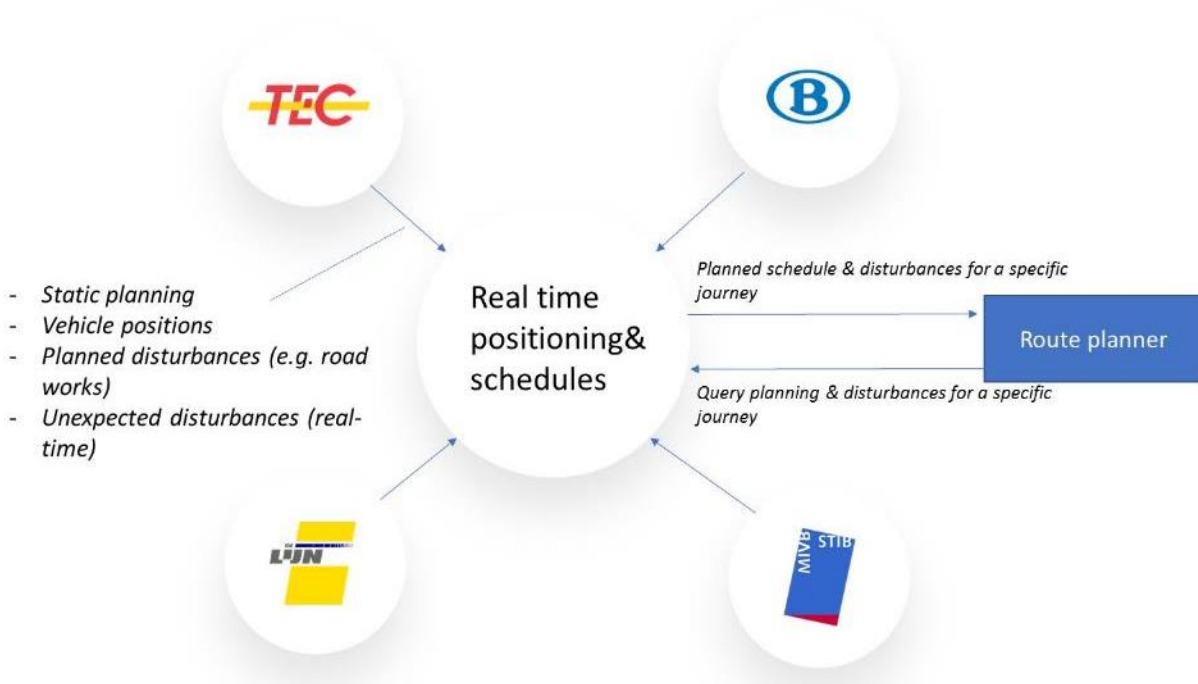 TEC
B
- Static planning
- Vehicle positions
- Planned disturbances (e.g. road
works)
- Unexpected disturbances (real-
time)
Real time
positioning&
schedules
Planned schedule & disturbances for a specific
journey
Route planner
Query planning & disturbances for a specific
journey
LIJN
MIVB STIB